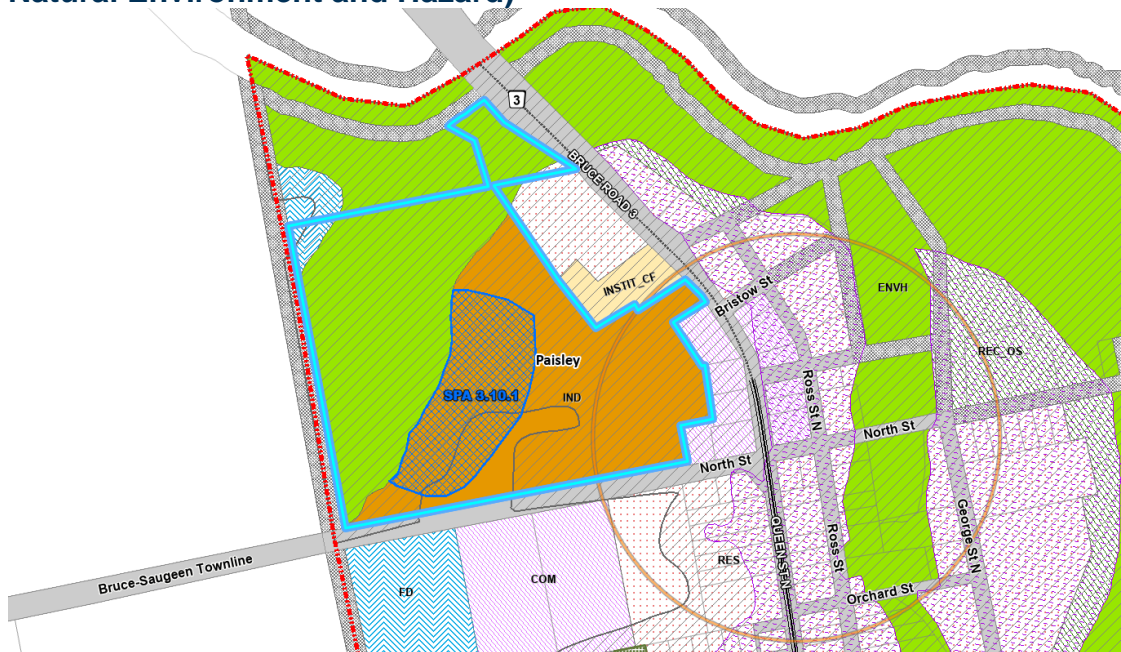 Natural Environment and Hazard)
3
BRUCE ROAD 3
INSTIT_CF
Bristow St
ENVH
REC_OS
Paisley
SPA 3.10.1
IND
Ross St N
North St
North St
George St N
QUEEN ST N
Ross St
RES
Bruce-Saugeen Townline
FD
COM
Orchard St